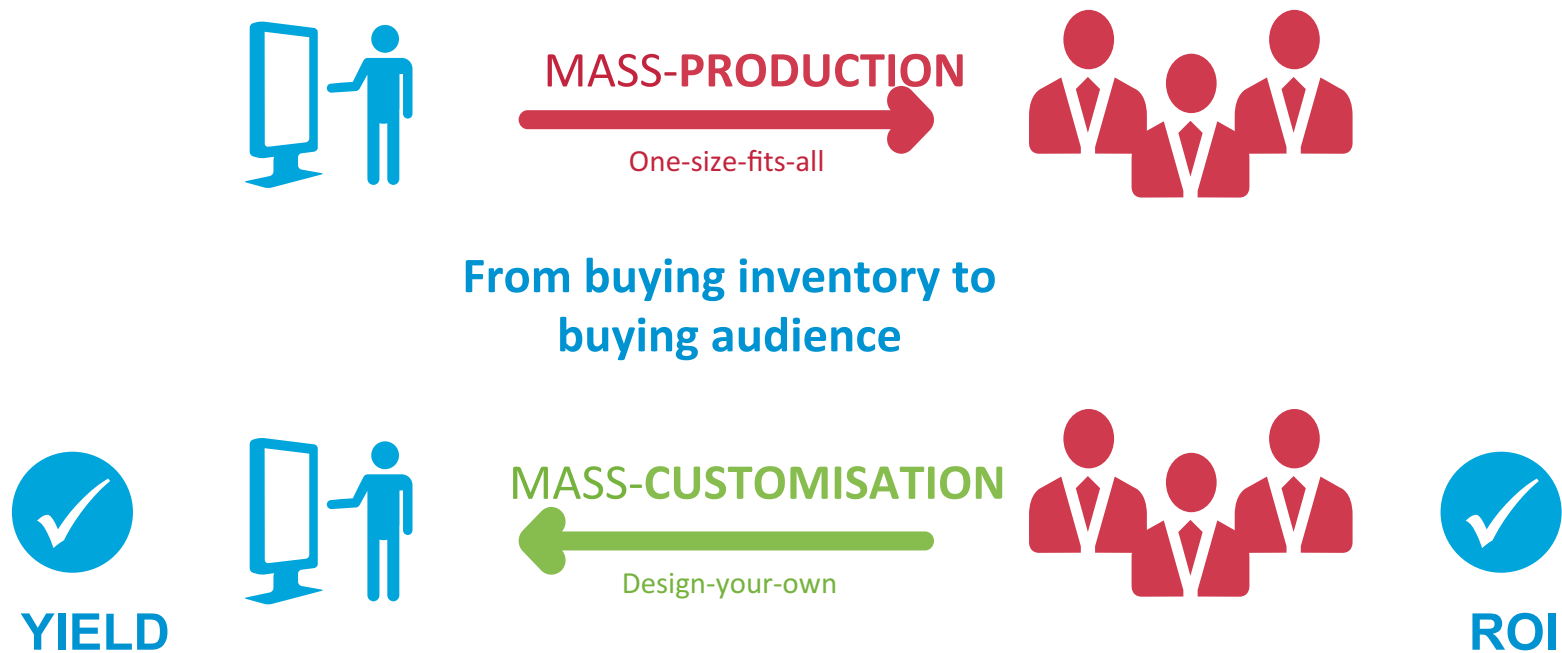 MASS-PRODUCTION
One-size-fits-all
From buying inventory to
buying audience
MASS-CUSTOMISATION
Design-your-own
YIELD
ROI